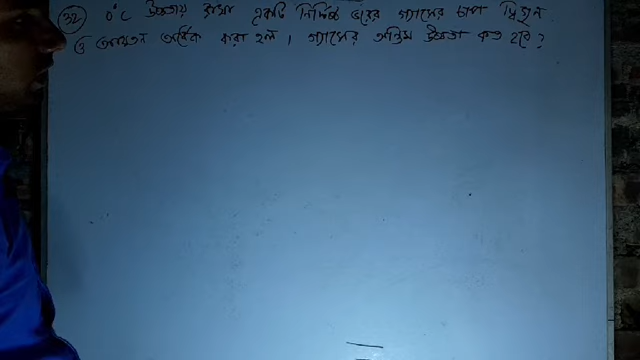 32) 0°C উষ্ণতায় রাখা একটি নির্দিষ্ট ভরের গ্যাসের চাপ দ্বিগুন
ও আয়তন অর্ধেক করা হল। গ্যাসের অন্তিম উষ্ণতা কত হবে?